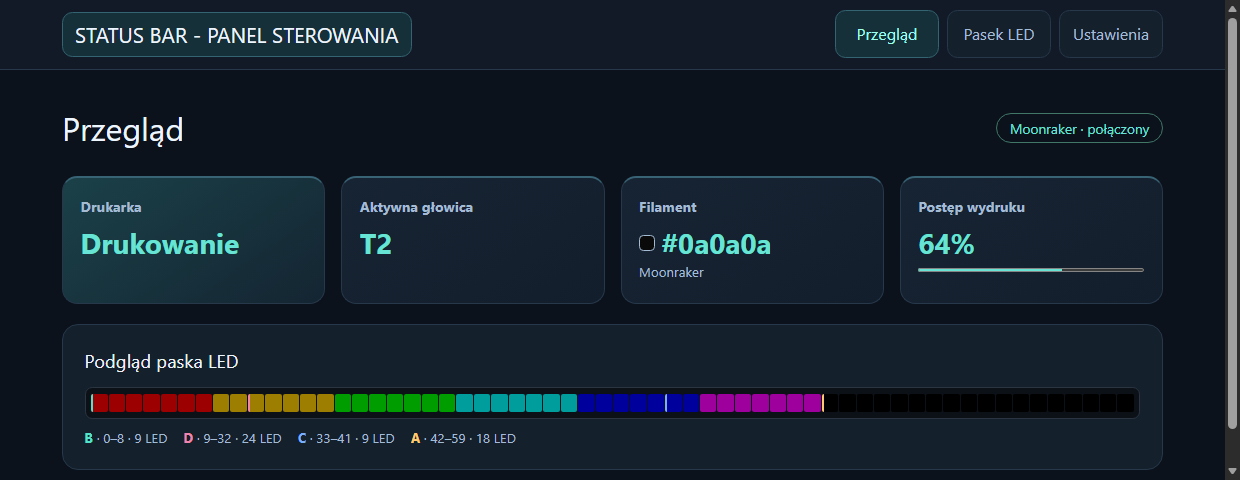 STATUS BAR - PANEL STEROWANIA
Przegląd
Pasek LED
Ustawienia
Przegląd
Moonraker · połączony
Drukarka
Drukowanie
Aktywna głowica
T2
Filament
#0a0a0a
Moonraker
Postęp wydruku
64%
Podgląd paska LED
B · 0–8 · 9 LED D · 9–32 · 24 LED C · 33–41 · 9 LED A · 42–59 · 18 LED